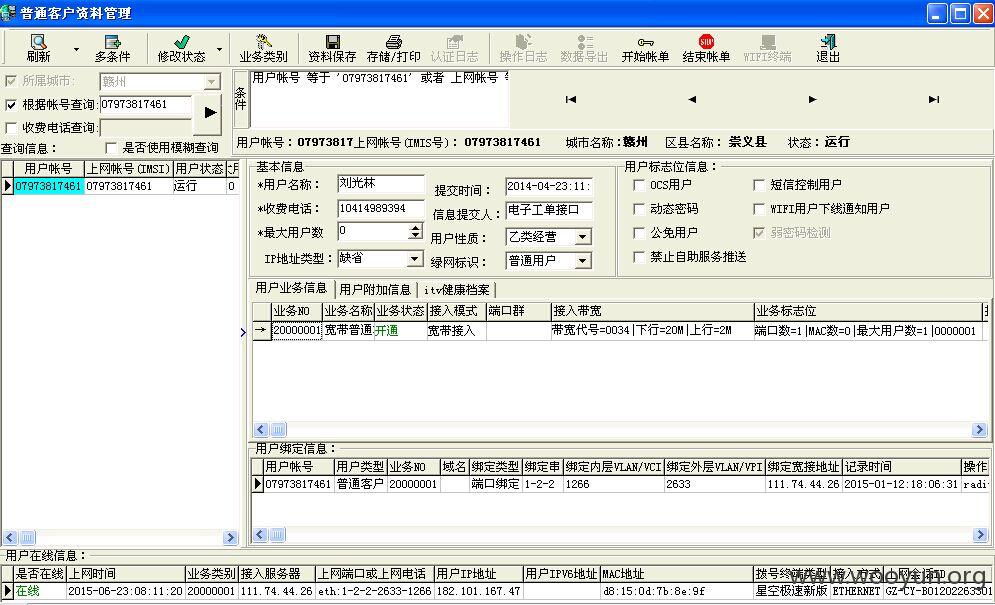 普通客户资料管理
刷新 多条件 修改状态 业务类别 资料保存 存储/打印 认证日志 操作日志 数据导出 开始帐单 结束帐单 WIFI终端 退出
所属城市: 赣州
根据帐号查询: 07973817461
收费电话查询:
查询信息: 是否使用模糊查询
条件
用户帐号 等于 '07973817461' 或者 上网帐号
用户帐号: 07973817 上网帐号(IMIS号): 07973817461 城市名称: 赣州 区县名称: 崇义县 状态: 运行
用户帐号 上网帐号(IMSI) 用户状态
07973817461 07973817461 运行 0
基本信息
*用户名称: 刘光林 提交时间: 2014-04-23:11:
*收费电话: 10414989394 信息提交人: 电子工单接口
*最大用户数 0 用户性质: 乙类经营
IP地址类型: 缺省 绿网标识: 普通用户
用户标志位信息:
OCS用户 短信控制用户
动态密码 WIFI用户下线通知用户
公免用户 弱密码检测
禁止自助服务推送
用户业务信息 用户附加信息 itv健康档案
业务NO 业务名称 业务状态 接入模式 端口群 接入带宽 业务标志位
20000001 宽带普通 开通 宽带接入 带宽代号=0034|下行=20M|上行=2M 端口数=1|MAC数=0|最大用户数=1|0000001
用户绑定信息:
用户帐号 用户类型 业务NO 域名 绑定类型 绑定串 绑定内层VLAN/VCI 绑定外层VLAN/VPI 绑定宽接地址 记录时间 操作
07973817461 普通客户 20000001 端口绑定 1-2-2 1266 2633 111.74.44.26 2015-01-12-18:06:31 radi
用户在线信息:
是否在线 上网时间 业务类别 接入服务器 上网端口或上网电话 用户IP地址 用户IPV6地址 MAC地址 拨号终端类型 接入方式 上网全局ID
在线 2015-06-23:08:11:20 20000001 111.74.44.26 eth:1-2-2-2633-1266 182.101.167.47 d8:15:0d:7b:8e:9f 星空极速新版 ETHERNET GZ-CY-B01202263301
www.wooyun.org